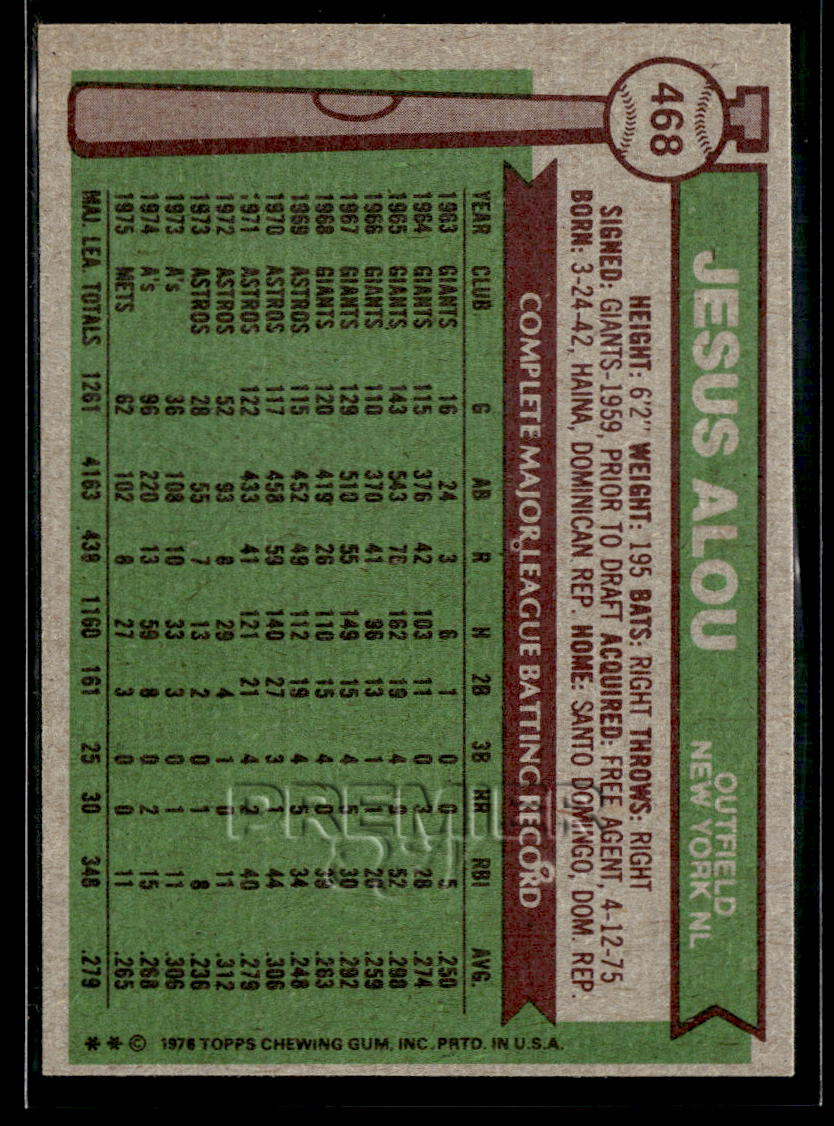 468
JESUS ALOU
OUTFIELD
NEW YORK NL
HEIGHT: 6'2" WEIGHT: 195 BATS: RIGHT THROWS: RIGHT
SIGNED: GIANTS-1959, PRIOR TO DRAFT ACQUIRED: FREE AGENT, 4-12-75
BORN: 3-24-42, HAINA, DOMINICAN REP. HOME: SANTO DOMINGO, DOM. REP.
COMPLETE MAJOR LEAGUE BATTING RECORD
YEAR CLUB G AB R H 2B 3B HR RBI AVG.
1963 GIANTS 16 24 3 6 1 0 0 5 .250
1964 GIANTS 115 376 42 103 11 0 3 28 .274
1965 GIANTS 143 543 76 162 19 4 9 52 .298
1966 GIANTS 110 370 41 96 13 1 1 20 .259
1967 GIANTS 129 510 55 149 15 4 5 30 .292
1968 GIANTS 120 419 26 110 15 4 0 39 .263
1969 ASTROS 115 452 49 112 19 4 5 34 .248
1970 ASTROS 117 458 59 140 27 3 1 44 .306
1971 ASTROS 122 433 41 121 21 4 2 40 .279
1972 ASTROS 52 93 8 29 4 1 0 11 .312
1973 ASTROS 28 55 7 13 2 0 1 8 .236
1973 A's 36 108 10 33 3 0 1 11 .306
1974 A's 96 220 13 59 8 0 2 15 .268
1975 METS 62 102 8 27 3 0 0 11 .265
MAJ. LEA. TOTALS 1261 4163 438 1160 161 25 30 348 .279
** © 1976 TOPPS CHEWING GUM, INC. PRTD. IN U.S.A.
PREMIER